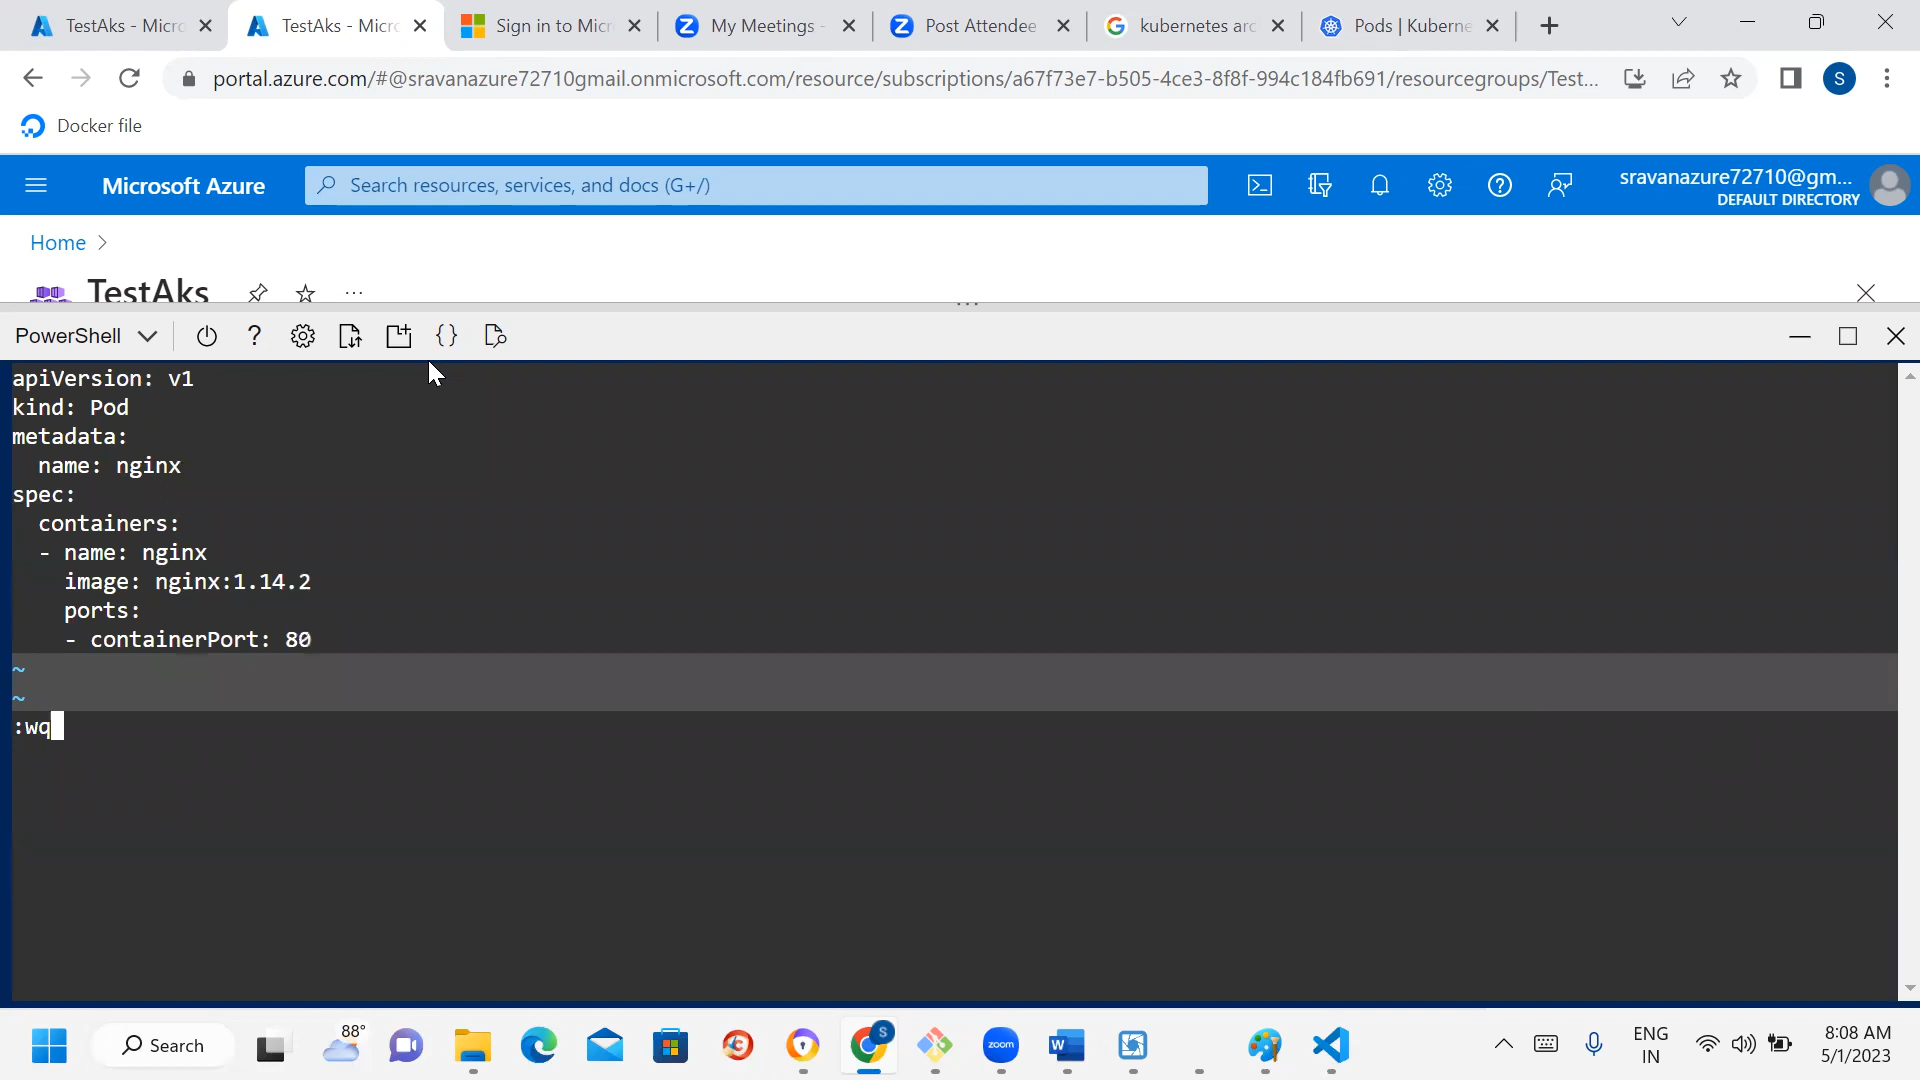 TestAks - Micro
TestAks - Micro
Sign in to Micr
My Meetings -
Post Attendee
kubernetes arc
Pods | Kuberne
portal.azure.com/#@sravanazure72710gmail.onmicrosoft.com/resource/subscriptions/a67f73e7-b505-4ce3-8f8f-994c184fb691/resourcegroups/Test...
S
Docker file
Microsoft Azure
Search resources, services, and docs (G+/)
sravanazure72710@gm...
DEFAULT DIRECTORY
Home >
TestAks
PowerShell
apiVersion: v1
kind: Pod
metadata:
  name: nginx
spec:
  containers:
  - name: nginx
    image: nginx:1.14.2
    ports:
    - containerPort: 80
~
~
:wq
88°
Search
S
zoom
ENG
IN
8:08 AM
5/1/2023